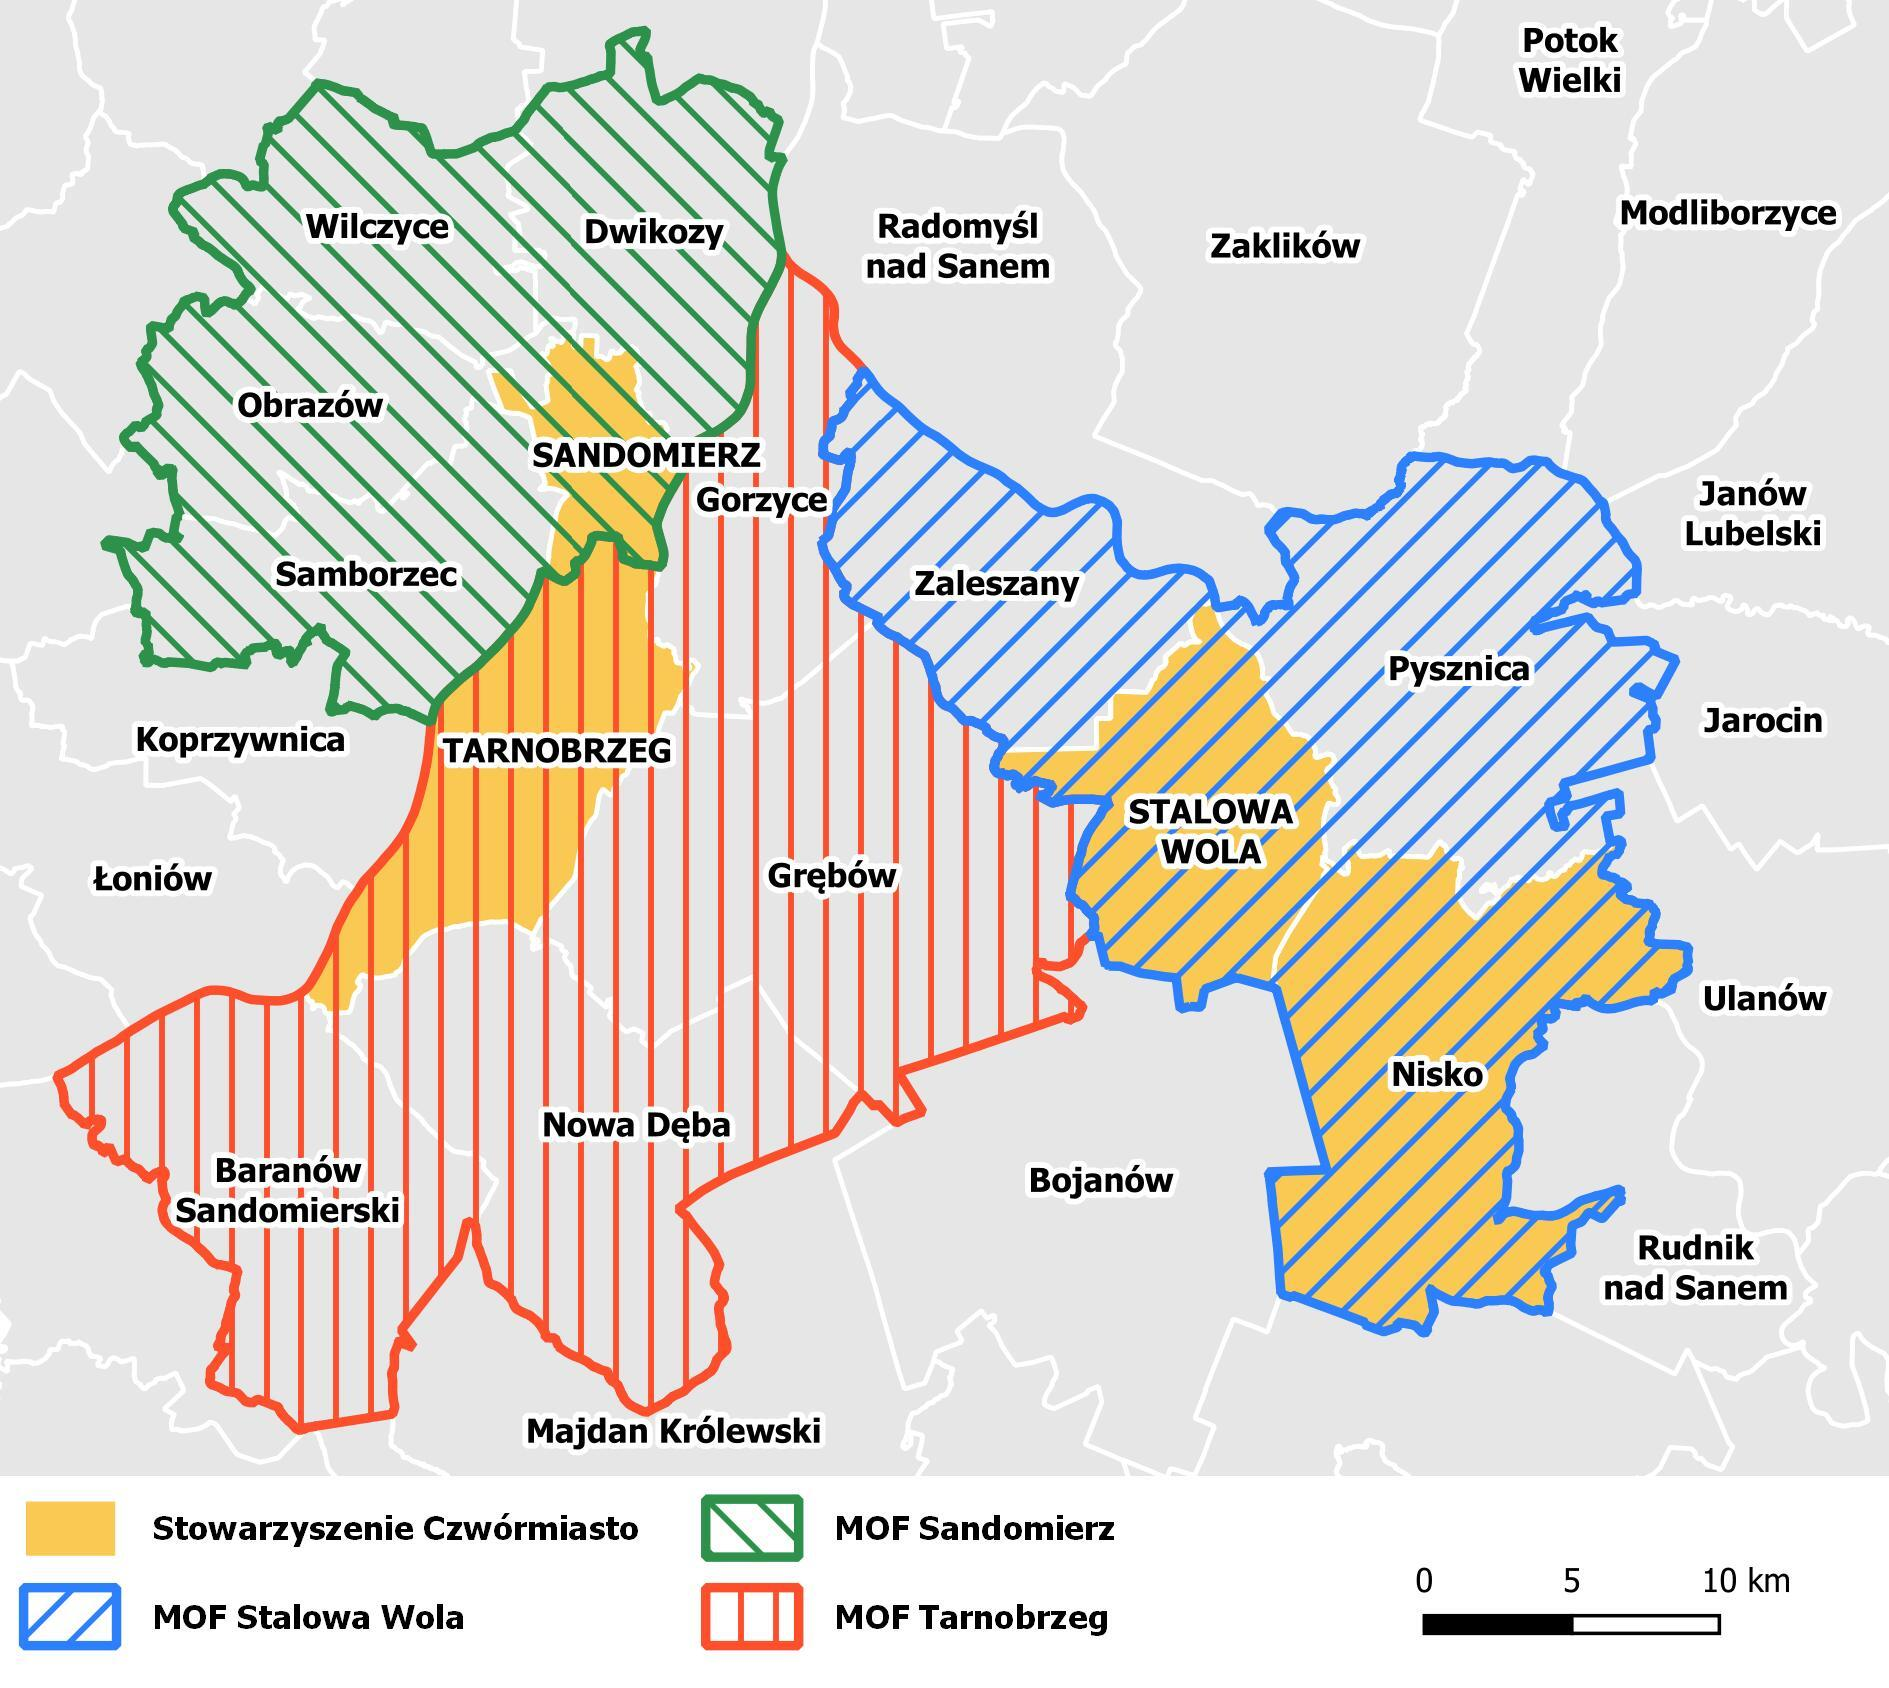 Potok
Wielki
Wilczyce
Dwikozy
Radomyśl
nad Sanem
Zaklików
Modliborzyce
Obrazów
SANDOMIERZ
Gorzyce
Janów
Lubelski
Samborzec
Zaleszany
Pysznica
Koprzywnica
TARNOBRZEG
Jarocin
STALOWA
WOLA
Łoniów
Grębów
Ulanów
Nisko
Nowa Dęba
Baranów
Sandomierski
Bojanów
Rudnik
nad Sanem
Majdan Królewski
Stowarzyszenie Czwórmiasto
MOF Sandomierz
MOF Stalowa Wola
MOF Tarnobrzeg
0 5 10 km